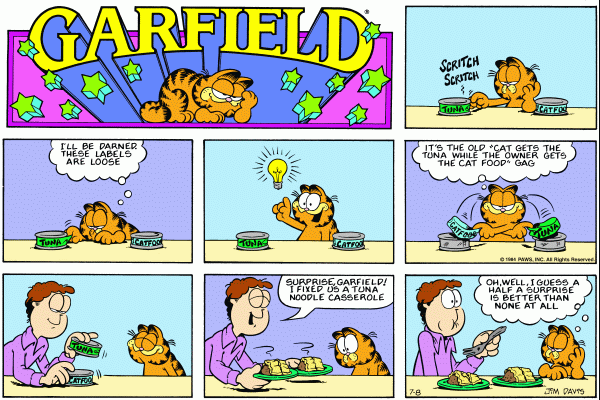 GARFIELD
®
SCRITCH
SCRITCH
TUNA
CATFOOD
I'LL BE DARNED.
THESE LABELS
ARE LOOSE
TUNA
CATFOOD
TUNA
CATFOOD
IT'S THE OLD "CAT GETS THE
TUNA WHILE THE OWNER GETS
THE CAT FOOD" GAG
CATFOOD
TUNA
© 1984 PAWS, INC. All Rights Reserved.
TUNA
CATFOOD
SURPRISE, GARFIELD!
I FIXED US A TUNA
NOODLE CASSEROLE
OH, WELL, I GUESS A
HALF A SURPRISE
IS BETTER THAN
NONE AT ALL
7-8
JIM DAVIS